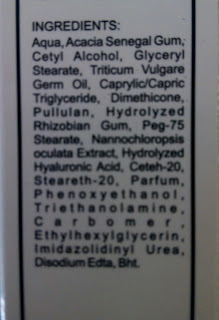 INGREDIENTS:
Aqua, Acacia Senegal Gum,
Cetyl Alcohol, Glyceryl
Stearate, Triticum Vulgare
Germ Oil, Caprylic/Capric
Triglyceride, Dimethicone,
Pullulan, Hydrolyzed
Rhizobian Gum, Peg-75
Stearate, Nannochloropsis
oculata Extract, Hydrolyzed
Hyaluronic Acid, Ceteh-20,
Steareth-20, Parfum,
Phenoxyethanol,
Triethanolamine,
Carbomer,
Ethylhexylglycerin,
Imidazolidinyl Urea,
Disodium Edta, Bht.